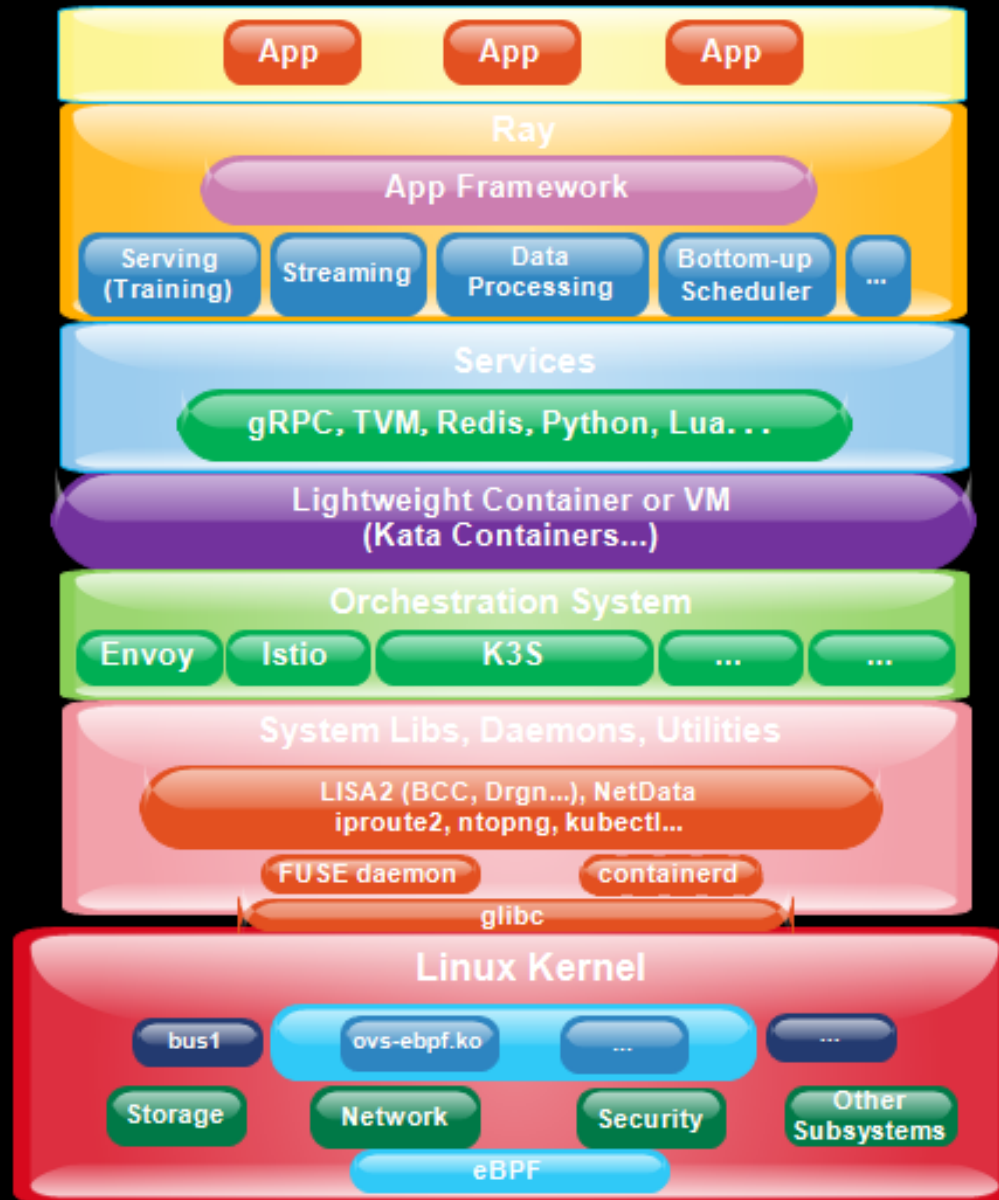 App
App
App
Ray
App Framework
Serving
(Training)
Streaming
Data
Processing
Bottom-up
Scheduler
...
Services
gRPC, TVM, Redis, Python, Lua...
Lightweight Container or VM
(Kata Containers...)
Orchestration System
Envoy
Istio
K3S
...
...
System Libs, Daemons, Utilities
LISA2 (BCC, Drgn...), NetData
iproute2, ntopng, kubectl...
FUSE daemon
containerd
glibc
Linux Kernel
bus1
ovs-ebpf.ko
...
...
Storage
Network
Security
Other
Subsystems
eBPF